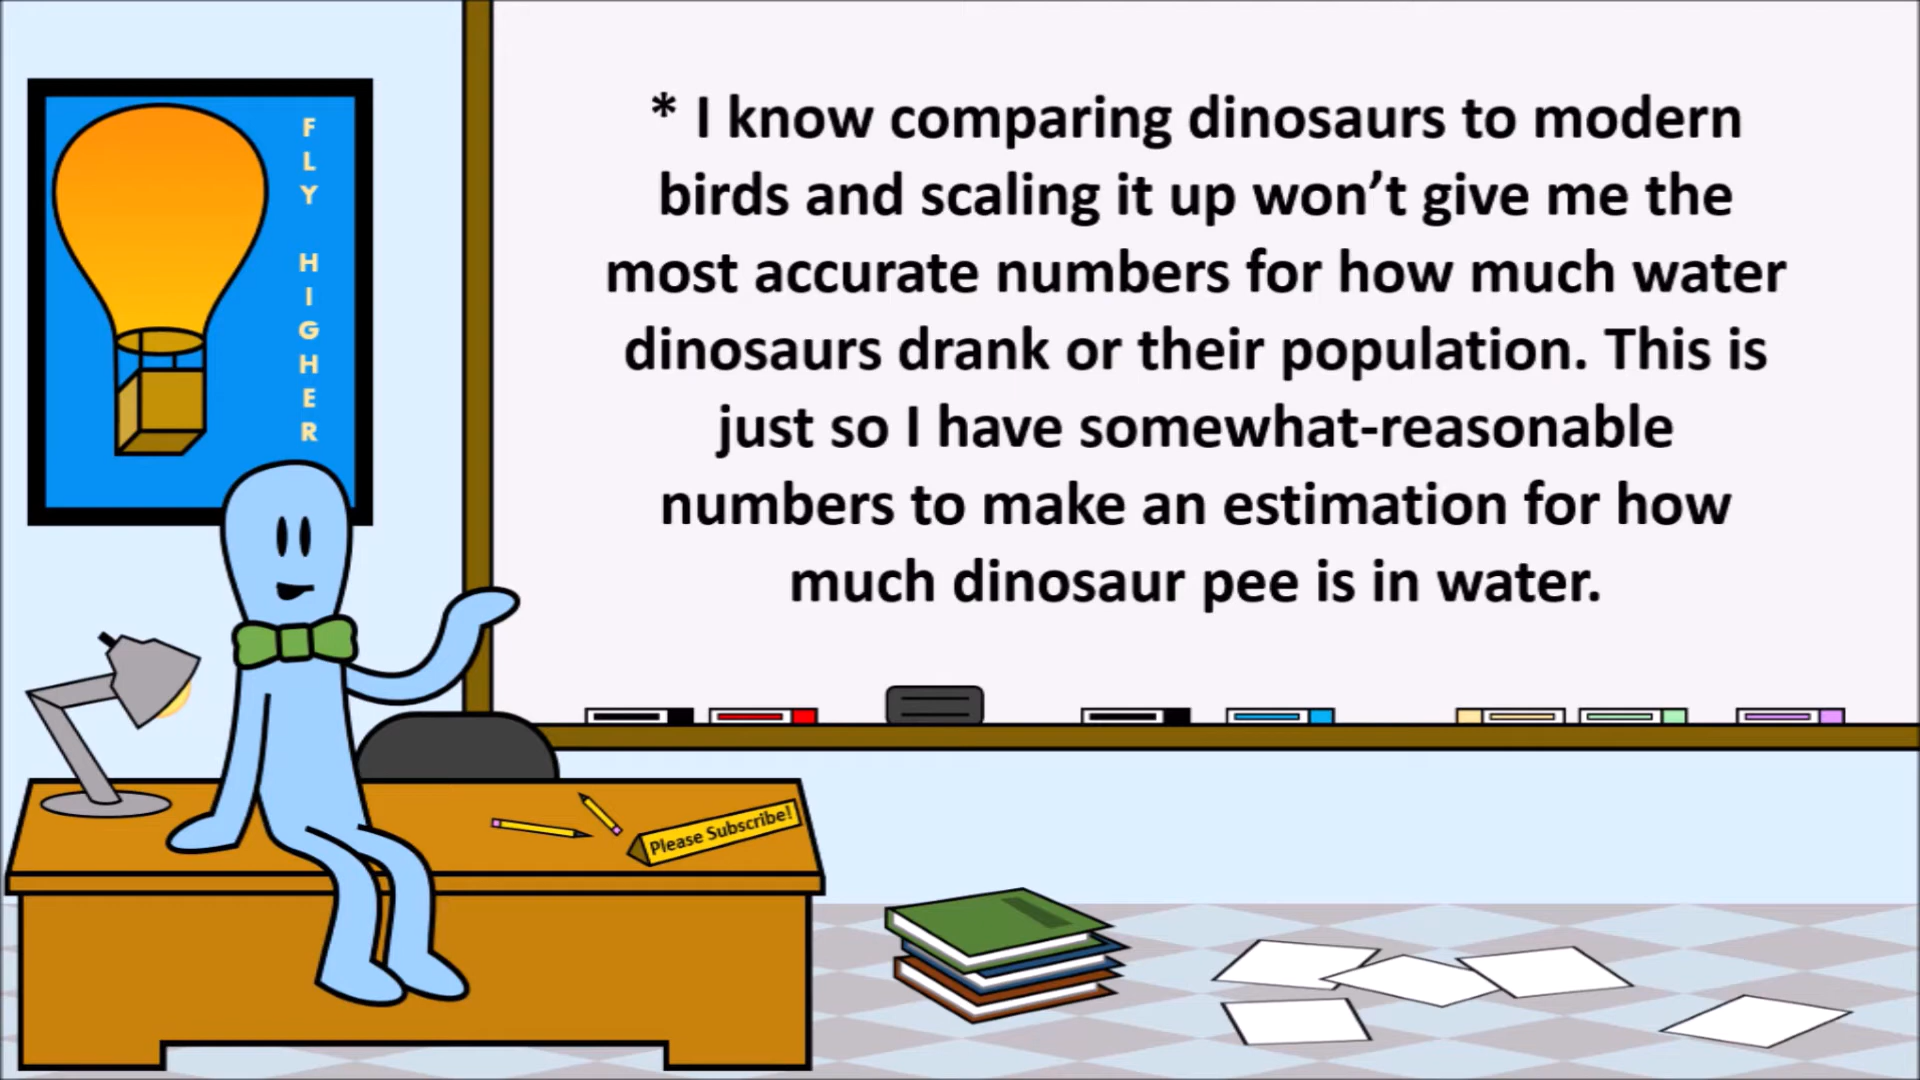 FLY HIGHER
* I know comparing dinosaurs to modern
birds and scaling it up won’t give me the
most accurate numbers for how much water
dinosaurs drank or their population. This is
just so I have somewhat-reasonable
numbers to make an estimation for how
much dinosaur pee is in water.
Please Subscribe!